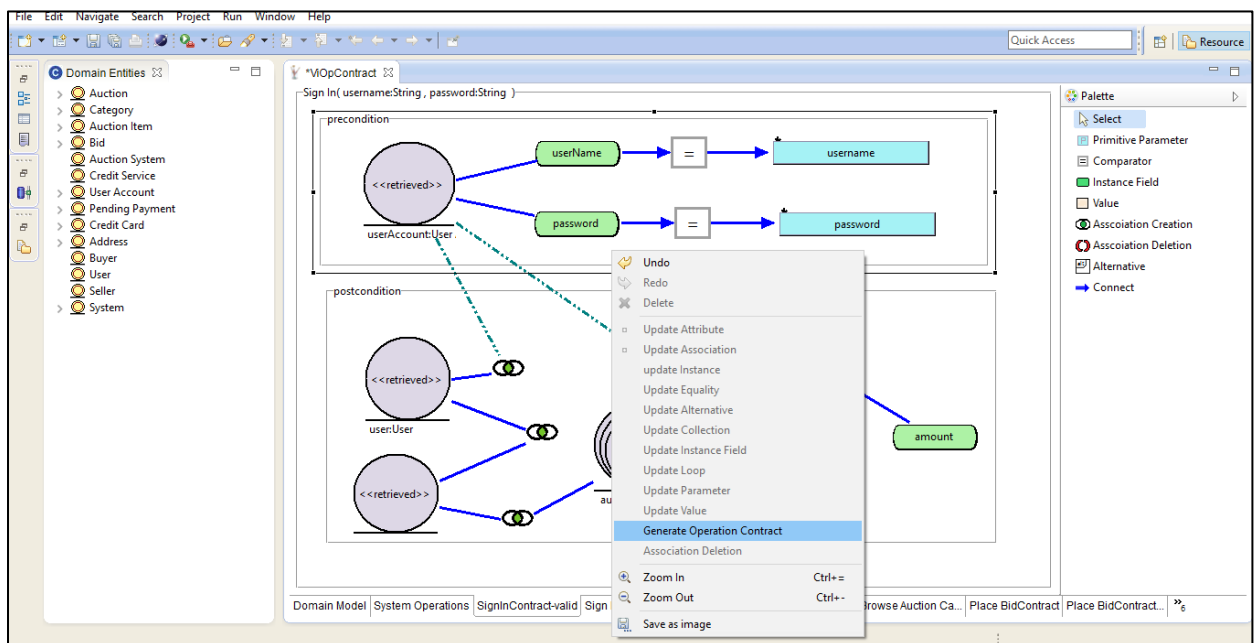 File Edit Navigate Search Project Run Window Help
Quick Access
Resource
Domain Entities
Auction
Category
Auction Item
Bid
Auction System
Credit Service
User Account
Pending Payment
Credit Card
Address
Buyer
User
Seller
System
*ViOpContract
Sign In( username:String , password:String )
precondition
<<retrieved>>
userAccount:User
userName
=
username
password
=
password
postcondition
<<retrieved>>
user:User
<<retrieved>>
au
amount
Undo
Redo
Delete
Update Attribute
Update Association
update Instance
Update Equality
Update Alternative
Update Collection
Update Instance Field
Update Loop
Update Parameter
Update Value
Generate Operation Contract
Association Deletion
Zoom In Ctrl+=
Zoom Out Ctrl+-
Save as image
Palette
Select
Primitive Parameter
Comparator
Instance Field
Value
Asscoiation Creation
Asscoiation Deletion
Alternative
Connect
Domain Model System Operations SignInContract-valid Sign Browse Auction Ca... Place BidContract Place BidContract... »6